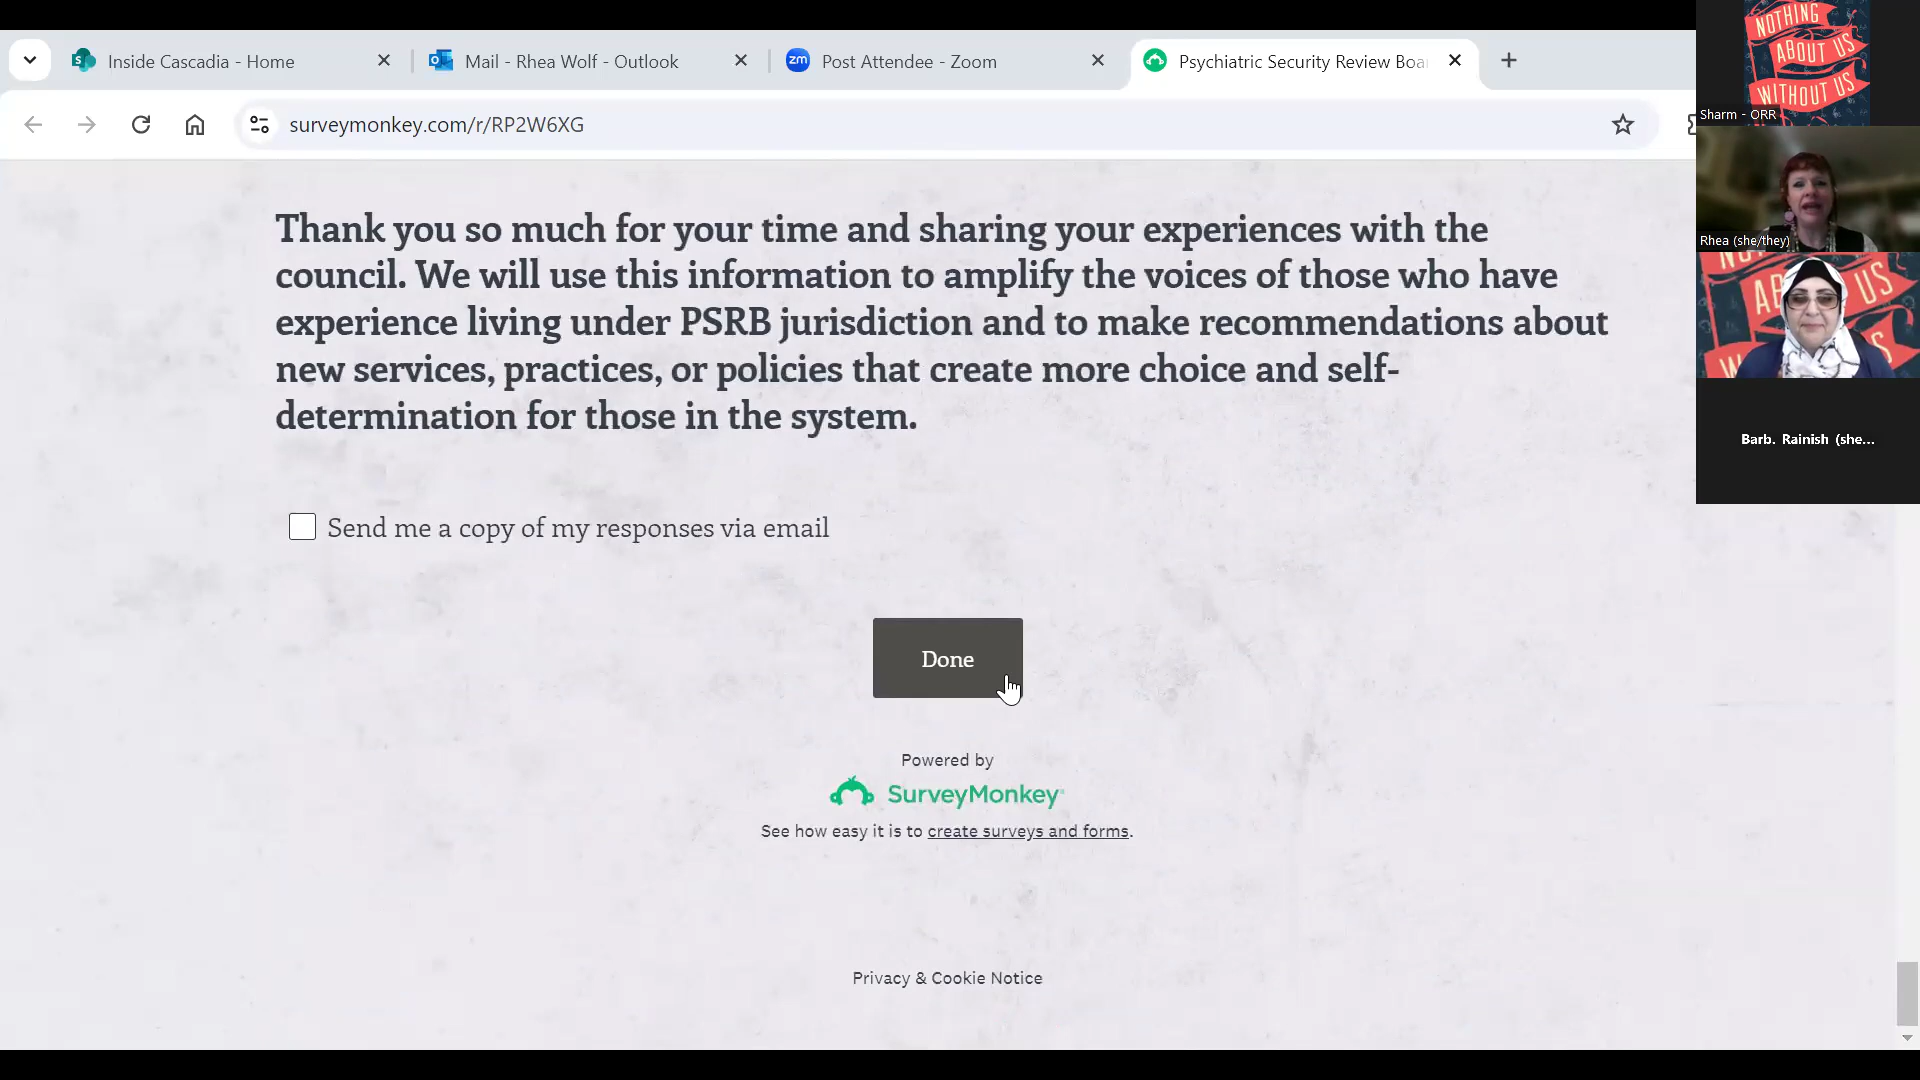 Inside Cascadia - Home
Mail - Rhea Wolf - Outlook
zm
Post Attendee - Zoom
Psychiatric Security Review Boar
surveymonkey.com/r/RP2W6XG
Thank you so much for your time and sharing your experiences with the
council. We will use this information to amplify the voices of those who have
experience living under PSRB jurisdiction and to make recommendations about
new services, practices, or policies that create more choice and self-
determination for those in the system.
Send me a copy of my responses via email
Done
Powered by
SurveyMonkey
See how easy it is to create surveys and forms.
Privacy & Cookie Notice
NOTHING
ABOUT US
WITHOUT US
Sharm - ORR
Rhea (she/they)
US
Barb. Rainish (she...